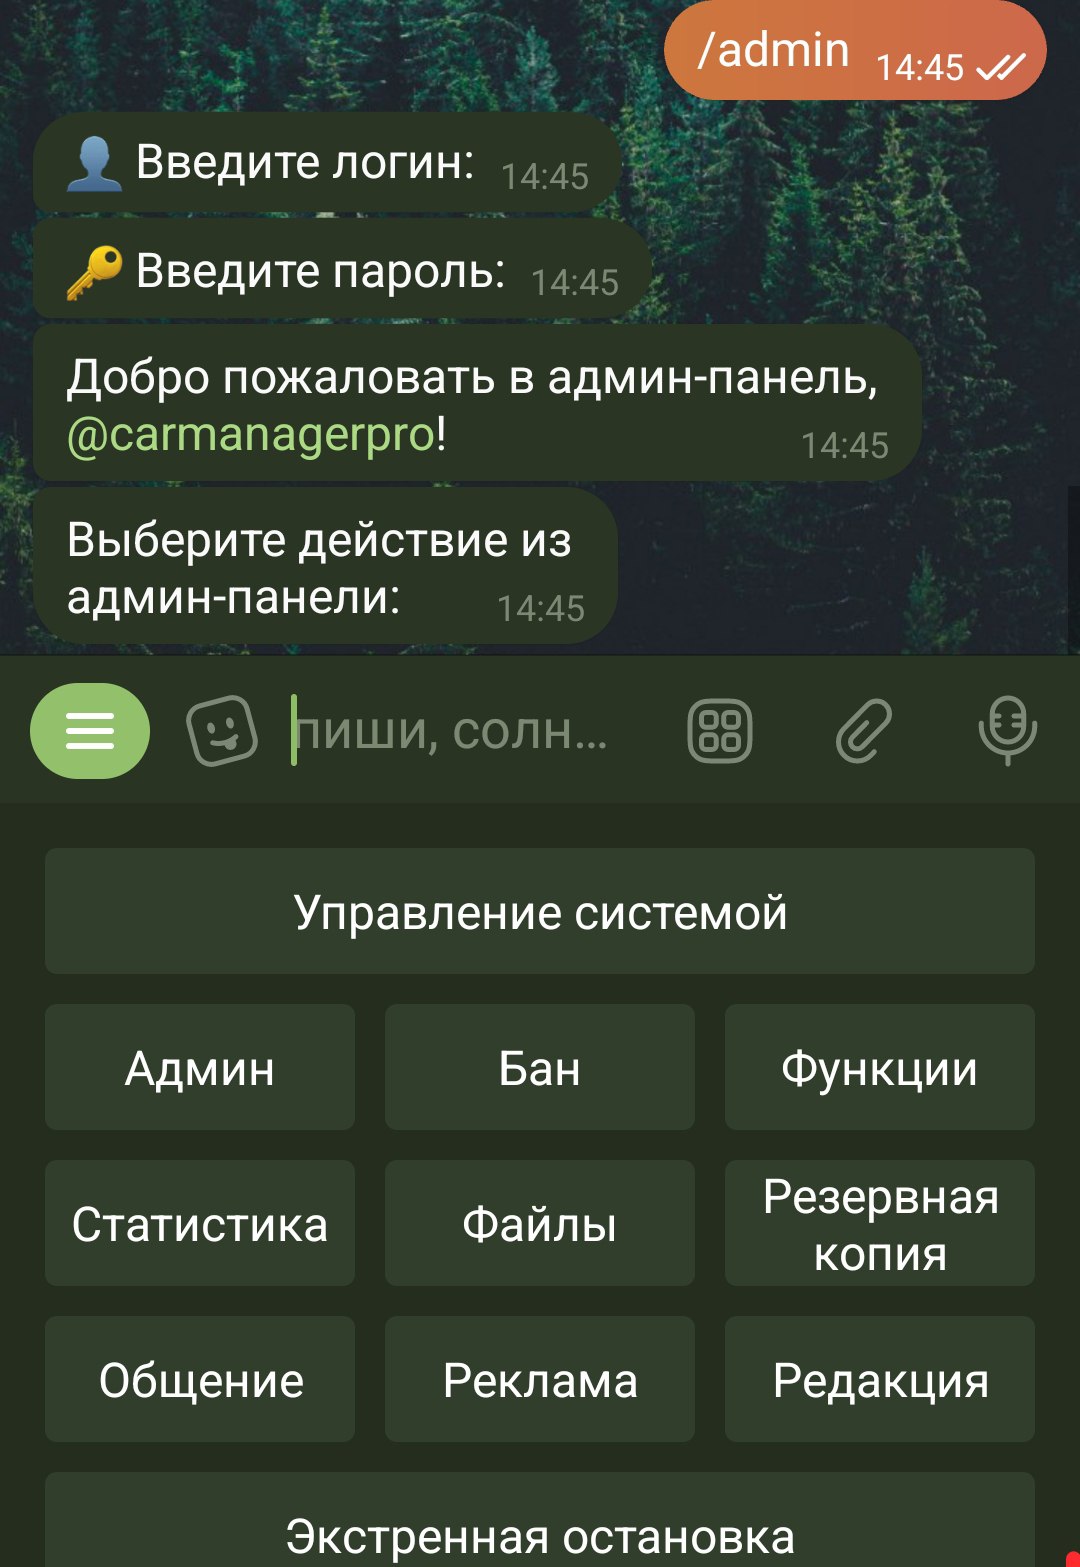 /admin 14:45
Введите логин: 14:45
Введите пароль: 14:45
Добро пожаловать в админ-панель,
@carmanagerpro! 14:45
Выберите действие из
админ-панели: 14:45
пиши, солн...
Управление системой
Админ Бан Функции
Статистика Файлы Резервная
копия
Общение Реклама Редакция
Экстренная остановка